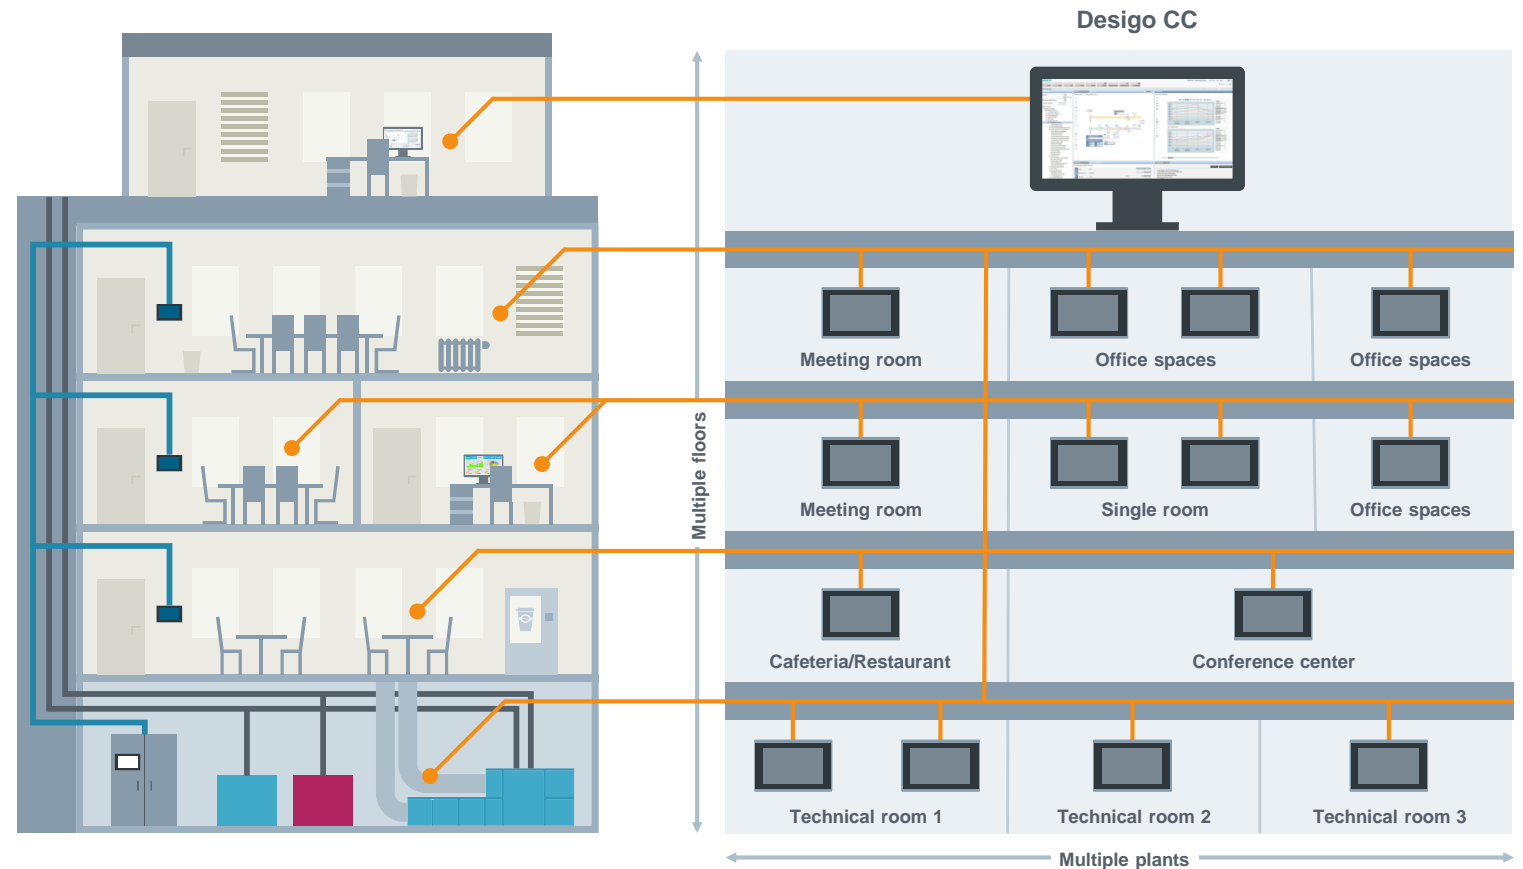 Desigo CC
Meeting room
Office spaces
Office spaces
Multiple floors
Meeting room
Single room
Office spaces
Cafeteria/Restaurant
Conference center
Technical room 1
Technical room 2
Technical room 3
Multiple plants